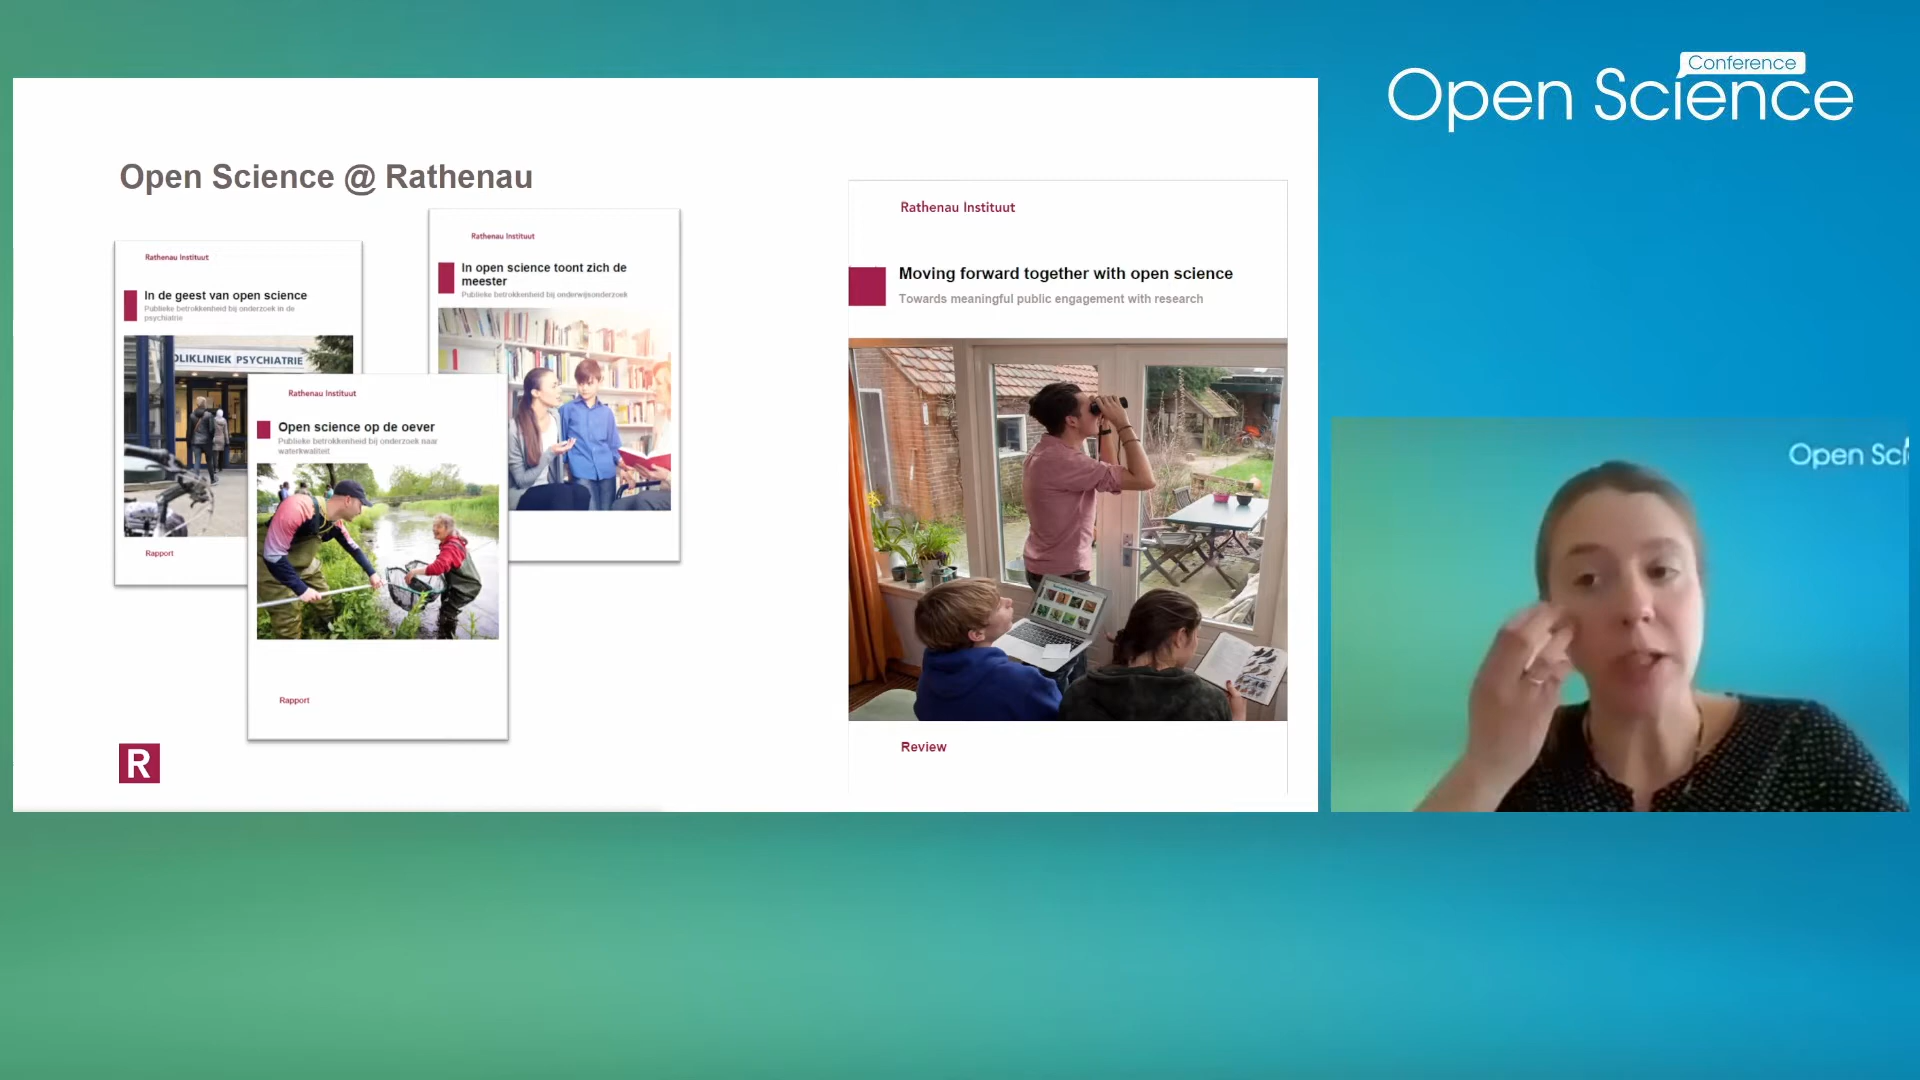 Conference
Open Science
Open Science @ Rathenau
Rathenau Instituut
In de geest van open science
Publieke betrokkenheid bij onderzoek in de
psychiatrie
OLIKLINIEK PSYCHIATRIE
Rapport
Rathenau Instituut
In open science toont zich de
meester
Publieke betrokkenheid bij onderwijsonderzoek
Rathenau Instituut
Open science op de oever
Publieke betrokkenheid bij onderzoek naar
waterkwaliteit
Rapport
Rathenau Instituut
Moving forward together with open science
Towards meaningful public engagement with research
Review
R
Open Sci